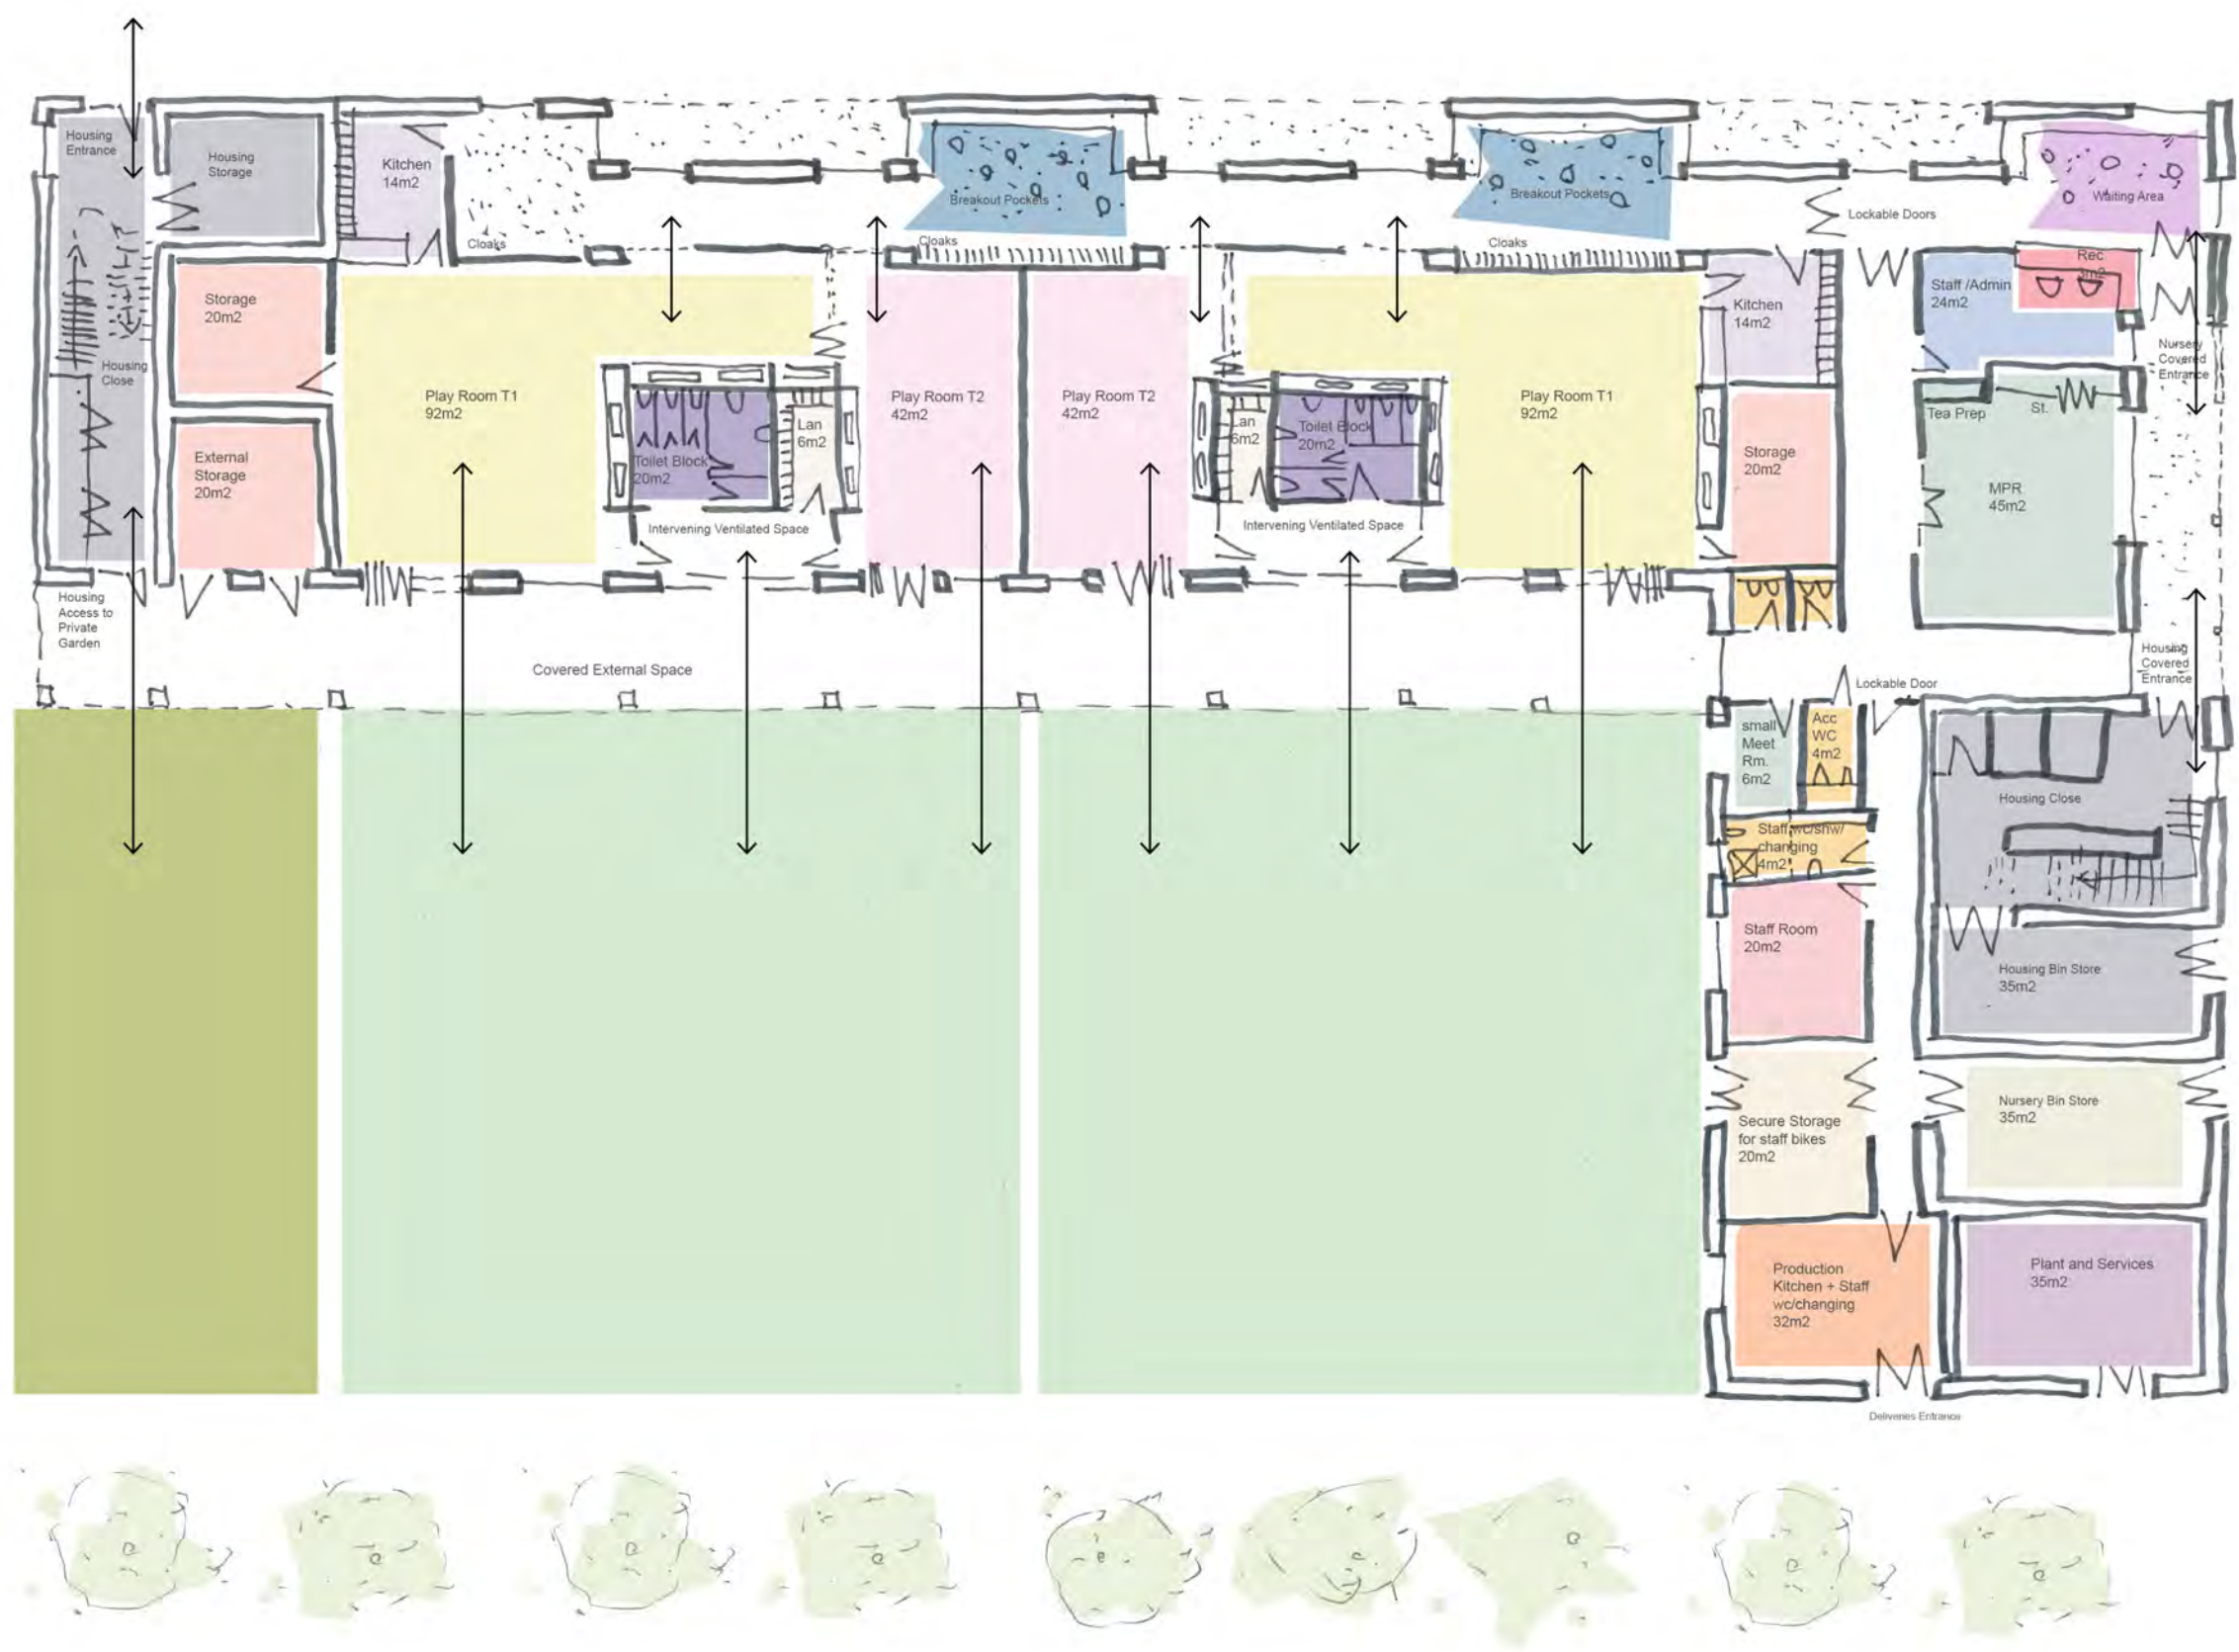 Housing
Entrance
Housing
Storage
Kitchen
14m2
Cloaks
Breakout Pockets
Cloaks
Breakout Pockets
Cloaks
Lockable Doors
Waiting Area
Storage
20m2
Housing
Close
External
Storage
20m2
Play Room T1
92m2
Toilet Block
20m2
Lan
6m2
Intervening Ventilated Space
Play Room T2
42m2
Play Room T2
42m2
Lan
6m2
Toilet Block
20m2
Intervening Ventilated Space
Play Room T1
92m2
Kitchen
14m2
Storage
20m2
Staff /Admin
24m2
Rec
3m2
Nursery
Covered
Entrance
Tea Prep
St.
MPR
45m2
Housing
Access to
Private
Garden
Covered External Space
Housing
Covered
Entrance
Lockable Door
small
Meet
Rm.
6m2
Acc
WC
4m2
Staff wc/shw/
changing
4m2
Housing Close
Staff Room
20m2
Housing Bin Store
35m2
Secure Storage
for staff bikes
20m2
Nursery Bin Store
35m2
Production
Kitchen + Staff
wc/changing
32m2
Plant and Services
35m2
Deliveries Entrance